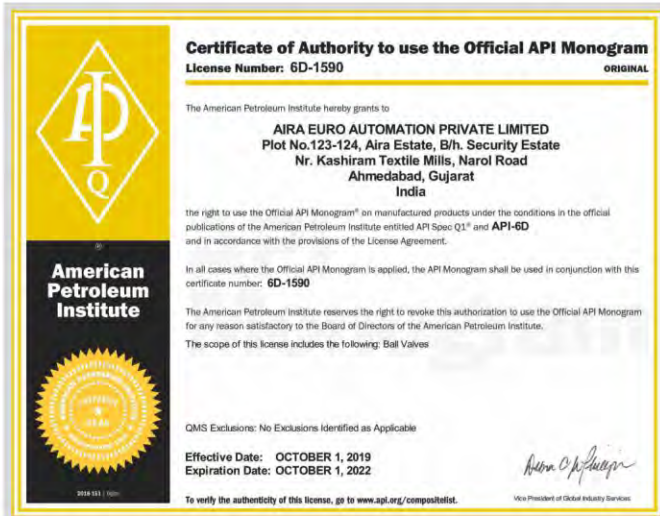 Certificate of Authority to use the Official API Monogram
License Number: 6D-1590
ORIGINAL
The American Petroleum Institute hereby grants to
AIRA EURO AUTOMATION PRIVATE LIMITED
Plot No.123-124, Aira Estate, B/h. Security Estate
Nr. Kashiram Textile Mills, Narol Road
Ahmedabad, Gujarat
India
the right to use the Official API Monogram® on manufactured products under the conditions in the official
publications of the American Petroleum Institute entitled API Spec Q1® and API-6D
and in accordance with the provisions of the License Agreement.
In all cases where the Official API Monogram is applied, the API Monogram shall be used in conjunction with this
certificate number: 6D-1590
The American Petroleum Institute reserves the right to revoke this authorization to use the Official API Monogram
for any reason satisfactory to the Board of Directors of the American Petroleum Institute.
The scope of this license includes the following: Ball Valves
QMS Exclusions: No Exclusions Identified as Applicable
Effective Date: OCTOBER 1, 2019
Expiration Date: OCTOBER 1, 2022
To verify the authenticity of this license, go to www.api.org/compositelist.
Vice President of Global Industry Services
API
Q
®
American
Petroleum
Institute